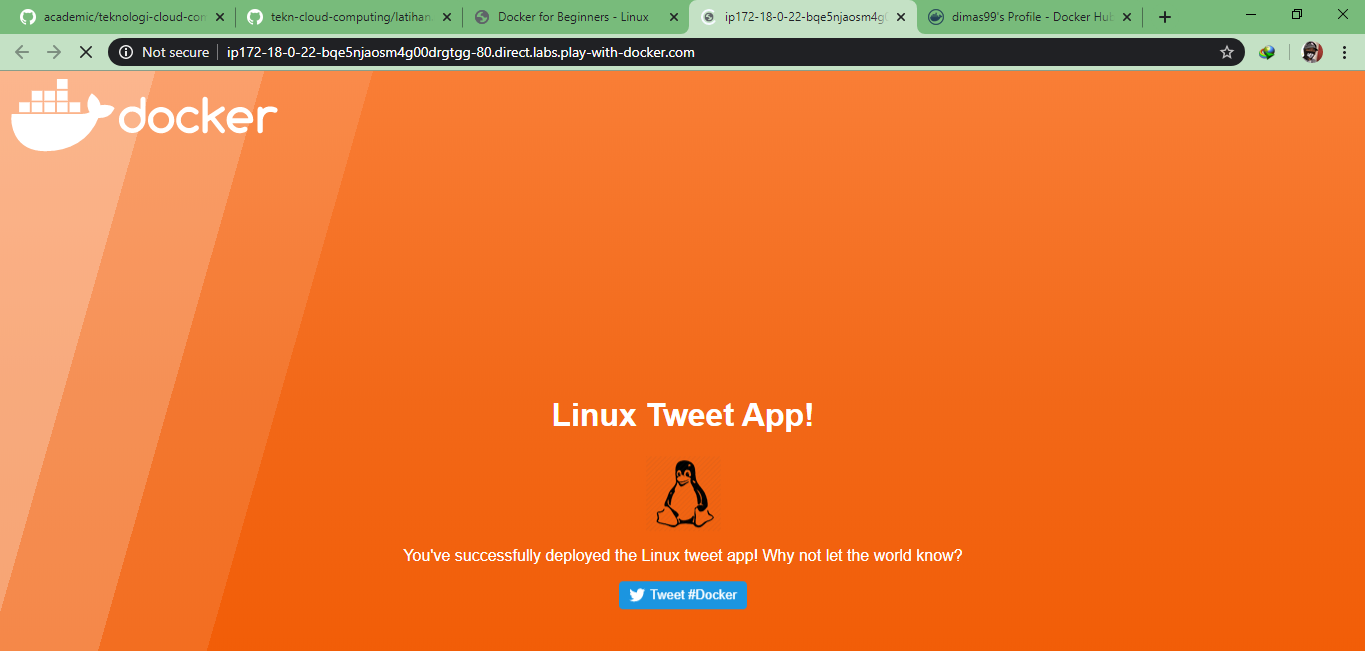 academic/teknologi-cloud-con
tekn-cloud-computing/latihan
Docker for Beginners - Linux
ip172-18-0-22-bqe5njaosm4g0
dimas99's Profile - Docker Hub
Not secure
ip172-18-0-22-bqe5njaosm4g00drgtgg-80.direct.labs.play-with-docker.com
docker
Linux Tweet App!
You've successfully deployed the Linux tweet app! Why not let the world know?
Tweet #Docker